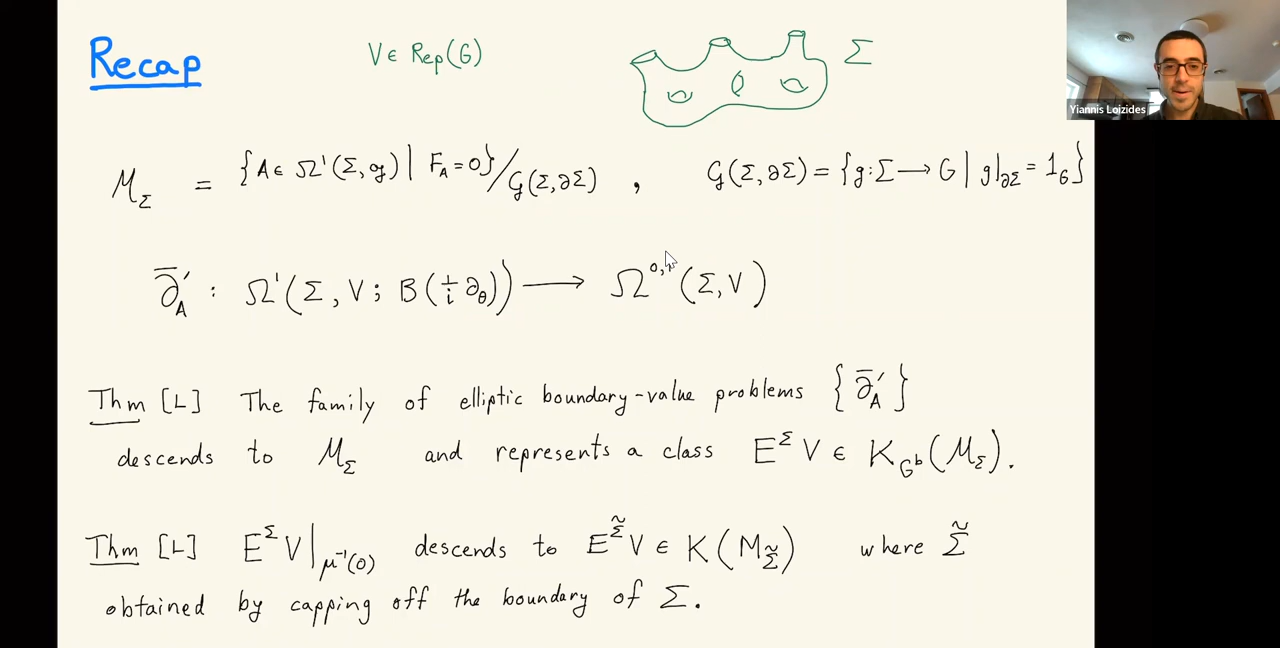 Recap
V ∈ Rep(G)
Σ
Yiannis Loizides
M_Σ = {A ∈ Ω¹(Σ, 𝔤) | F_A = 0}/G(Σ, ∂Σ) , G(Σ, ∂Σ) = {g : Σ → G | g|_∂Σ = 1_G}
∂̄'_A : Ω¹(Σ, V ; B(1/i ∂_θ)) → Ω^0, (Σ, V)
Thm [L] The family of elliptic boundary-value problems {∂̄'_A}
descends to M_Σ and represents a class E^Σ V ∈ K_{G^b}(M_Σ).
Thm [L] E^Σ V|_{μ⁻¹(0)} descends to E^Σ̃ V ∈ K(M_Σ̃) where Σ̃
obtained by capping off the boundary of Σ.